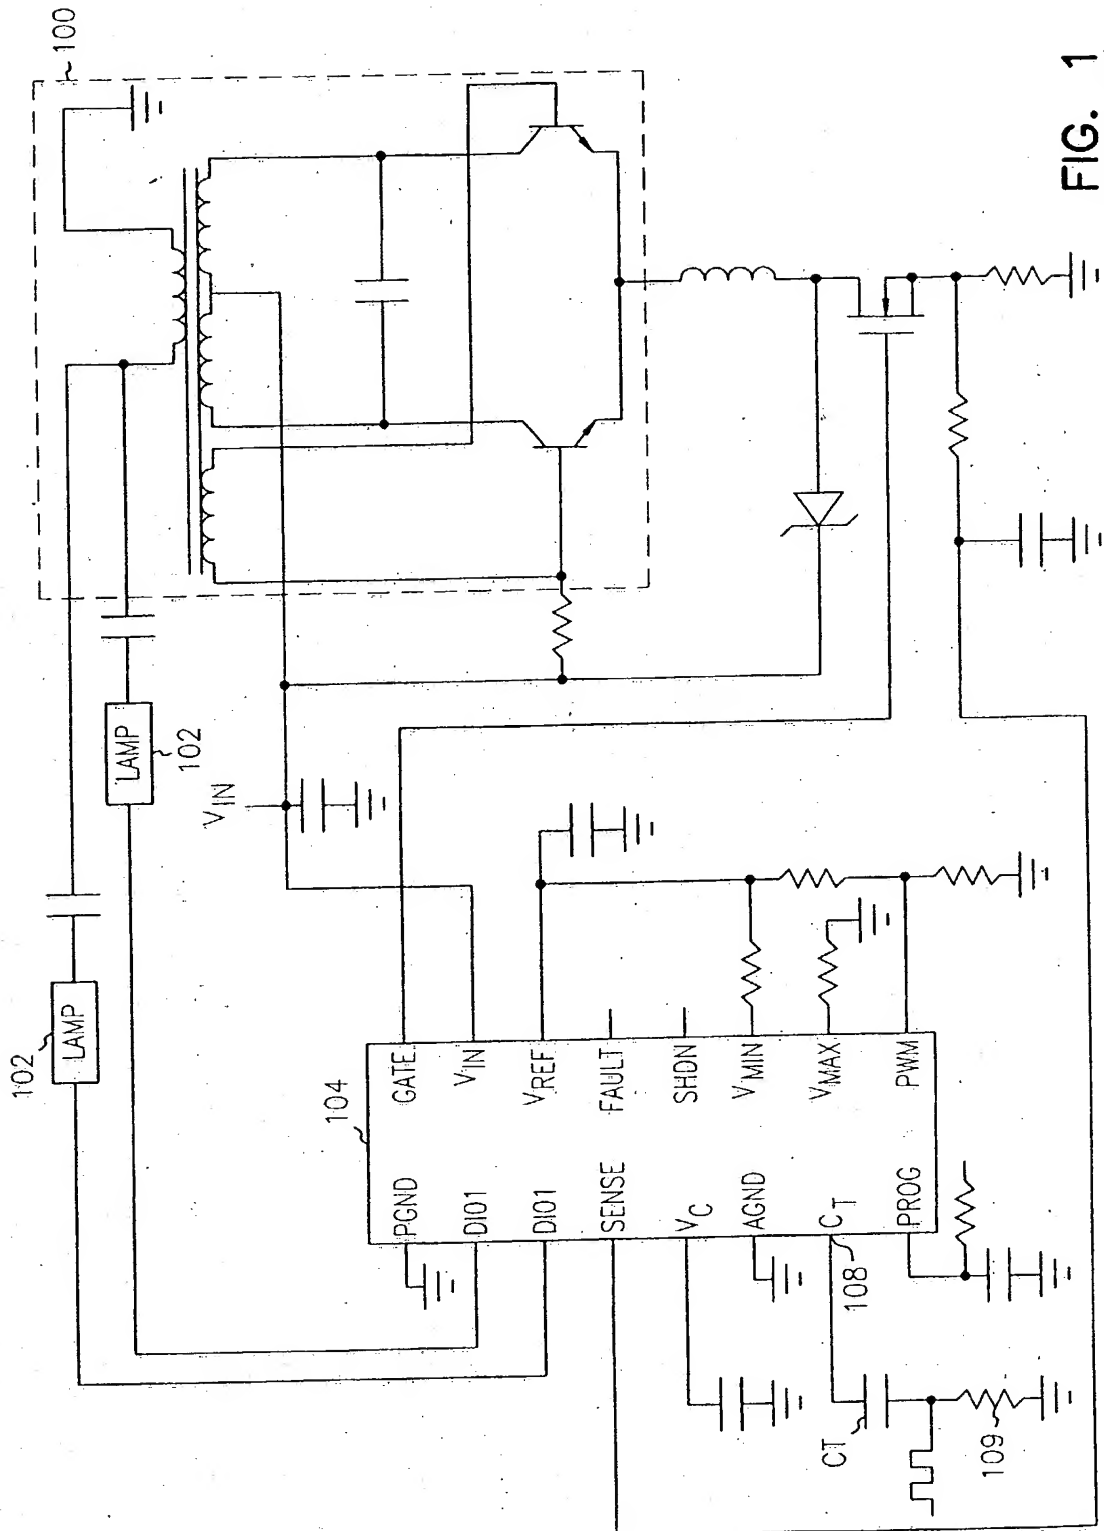 100
LAMP
102
LAMP
102
VIN
104
GATE
VIN
VREF
FAULT
SHDN
VMIN
VMAX
PWM
PGND
DIO1
DIO1
SENSE
VC
AGND
CT
PROG
108
CT
109
FIG. 1